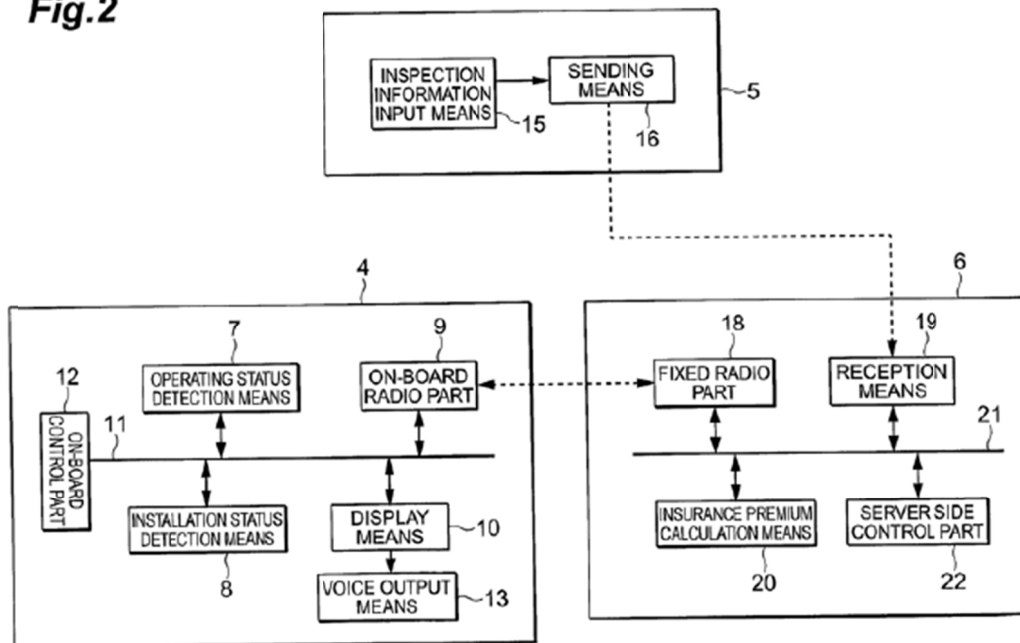 Fig.2
INSPECTION
INFORMATION
INPUT MEANS
15
SENDING
MEANS
16
5
4
6
7
9
18
19
12
OPERATING STATUS
DETECTION MEANS
ON-BOARD
RADIO PART
FIXED RADIO
PART
RECEPTION
MEANS
11
21
ON-BOARD
CONTROL PART
INSTALLATION STATUS
DETECTION MEANS
8
DISPLAY
MEANS
10
VOICE OUTPUT
MEANS
13
INSURANCE PREMIUM
CALCULATION MEANS
20
SERVER SIDE
CONTROL PART
22